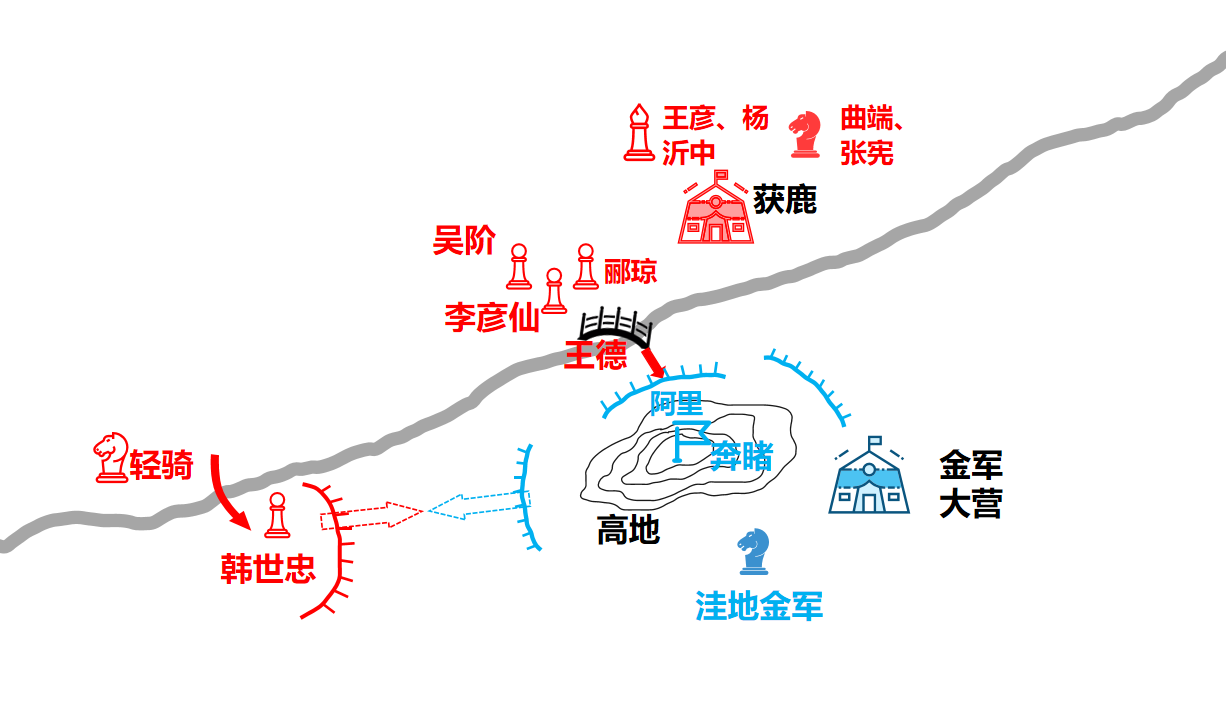 王彦、杨
沂中
曲端、
张宪
获鹿
吴阶
郦琼
李彦仙
王德
阿里
奔睹
轻骑
金军
大营
高地
韩世忠
洼地金军